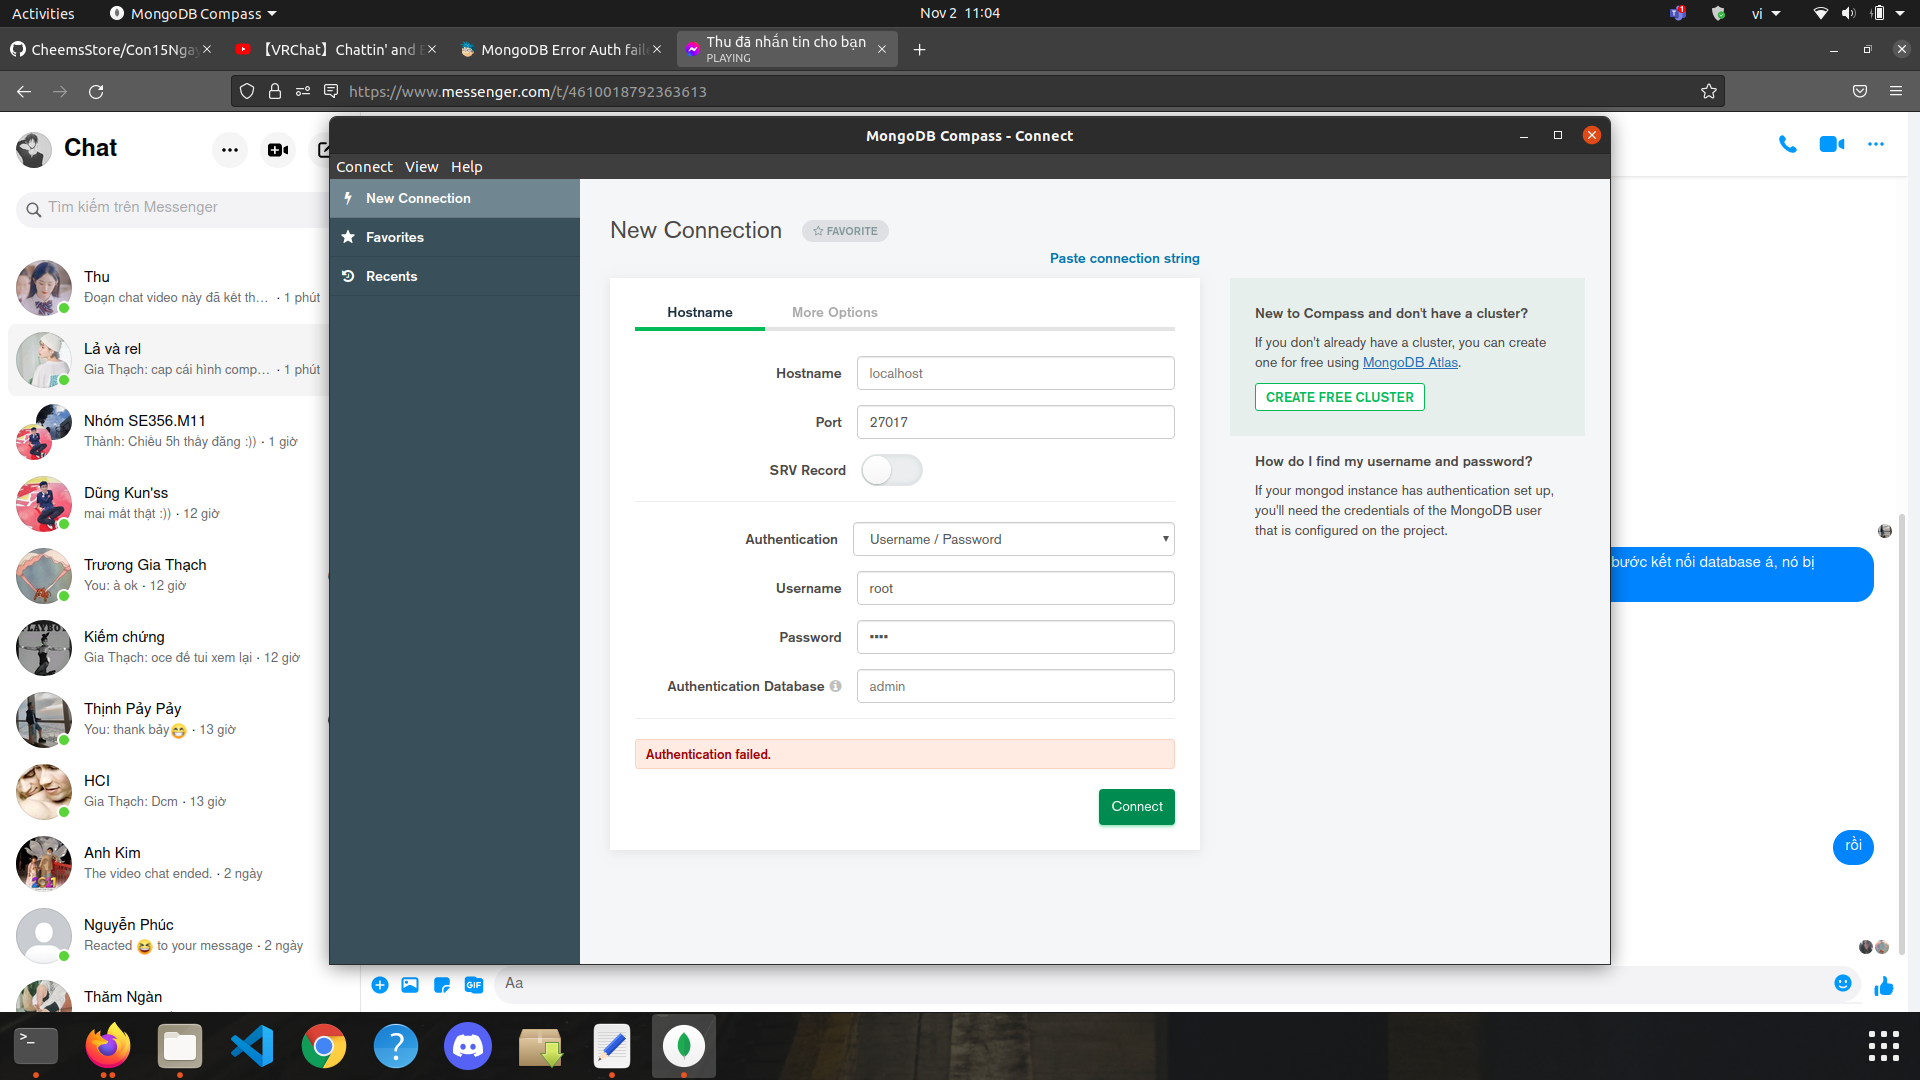 Activities
MongoDB Compass
Nov 2 11:04
1
vi
CheemsStore/Con15Nga
【VRChat】Chattin' and
MongoDB Error Auth fail
Thu đã nhắn tin cho bạn
PLAYING
https://www.messenger.com/t/4610018792363613
Chat
Tìm kiếm trên Messenger
Thu
Đoạn chat video này đã kết th... · 1 phút
Lả và rel
Gia Thạch: cap cái hình comp... · 1 phút
Nhóm SE356.M11
Thành: Chiều 5h thầy đăng :)) · 1 giờ
Dũng Kun'ss
mai mất thật :)) · 12 giờ
Trương Gia Thạch
You: à ok · 12 giờ
Kiểm chứng
Gia Thạch: oce để tui xem lại · 12 giờ
Thịnh Pảy Pảy
You: thank bảy😁 · 13 giờ
HCI
Gia Thạch: Dcm · 13 giờ
Anh Kim
The video chat ended. · 2 ngày
Nguyễn Phúc
Reacted 😆 to your message · 2 ngày
Thăm Ngàn
MongoDB Compass - Connect
Connect View Help
New Connection
Favorites
Recents
New Connection
FAVORITE
Paste connection string
Hostname
More Options
Hostname
localhost
Port
27017
SRV Record
Authentication
Username / Password
Username
root
Password
••••
Authentication Database
admin
Authentication failed.
Connect
New to Compass and don't have a cluster?
If you don't already have a cluster, you can create
one for free using MongoDB Atlas.
CREATE FREE CLUSTER
How do I find my username and password?
If your mongod instance has authentication set up,
you'll need the credentials of the MongoDB user
that is configured on the project.
bước kết nối database á, nó bị
rồi
GIF
Aa